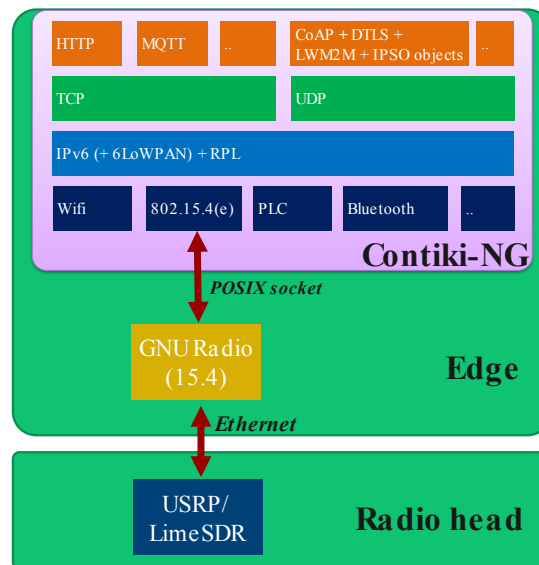 HTTP
MQTT
..
CoAP + DTLS +
LWM2M + IPSO objects
..
TCP
UDP
IPv6 (+ 6LoWPAN) + RPL
Wifi
802.15.4(e)
PLC
Bluetooth
..
Contiki-NG
POSIX socket
GNU Radio
(15.4)
Edge
Ethernet
USRP/
LimeSDR
Radio head